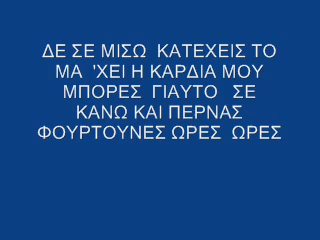 ΔΕ ΣΕ ΜΙΣΩ  ΚΑΤΕΧΕΙΣ ΤΟ
ΜΑ  'ΧΕΙ Η ΚΑΡΔΙΑ ΜΟΥ
ΜΠΟΡΕΣ  ΓΙΑΥΤΟ   ΣΕ
ΚΑΝΩ ΚΑΙ ΠΕΡΝΑΣ
ΦΟΥΡΤΟΥΝΕΣ ΩΡΕΣ  ΩΡΕΣ